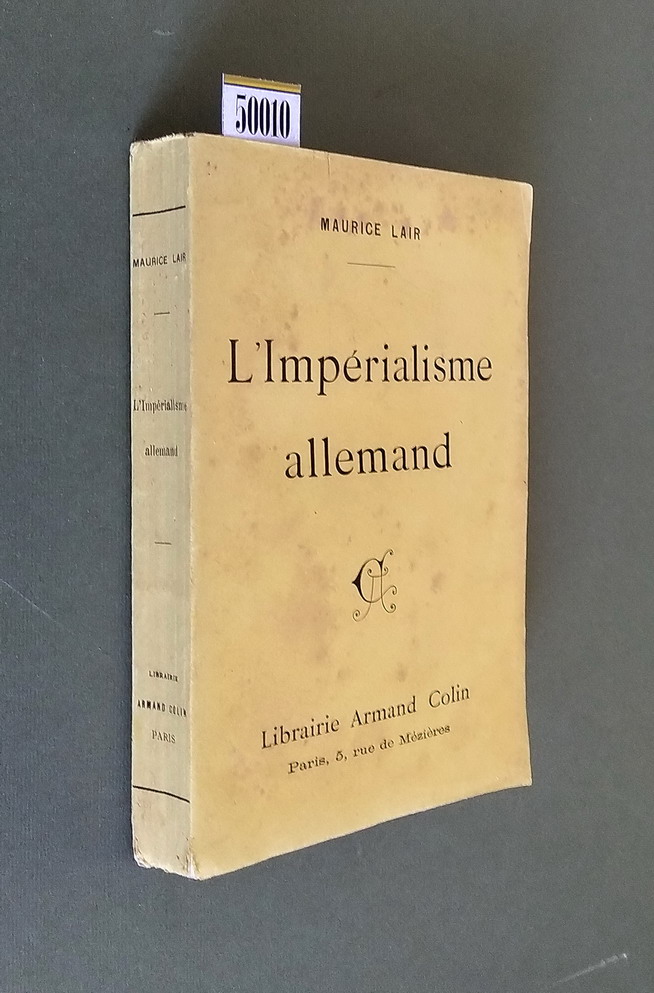 50010
MAURICE LAIR
L'Impérialisme
allemand
AC
Librairie Armand Colin
Paris, 5, rue de Mézières
MAURICE LAIR
L'Impérialisme
allemand
LIBRAIRIE
ARMAND COLIN
PARIS